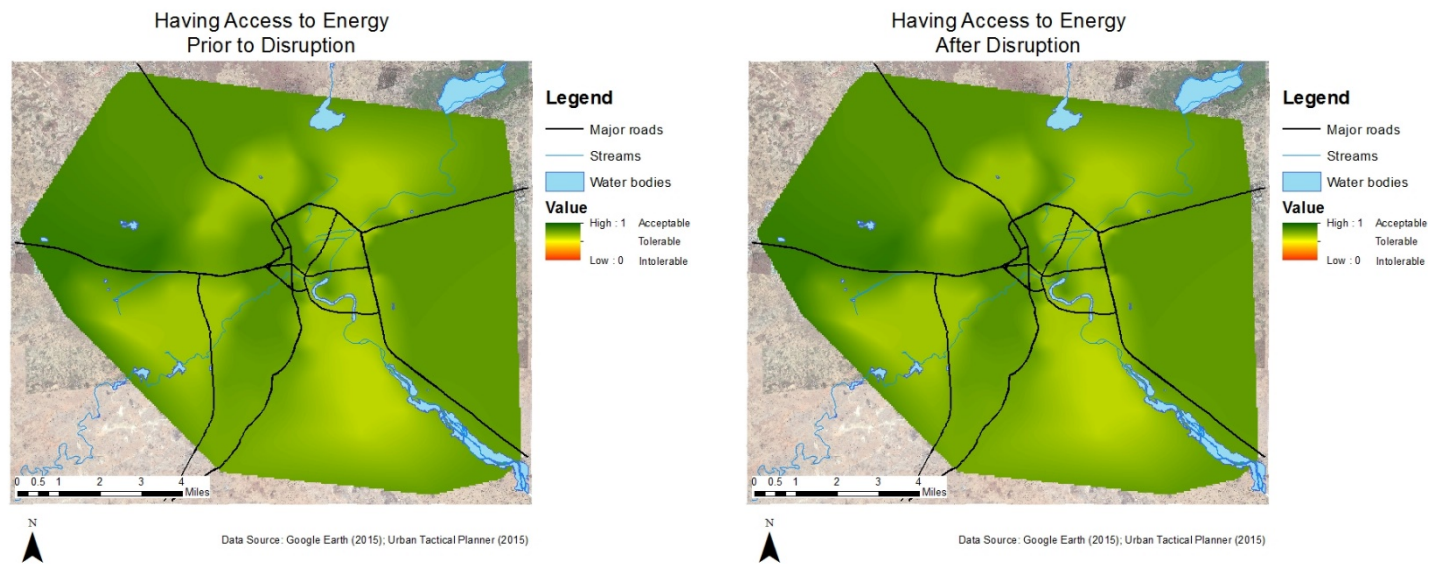 Having Access to Energy
Prior to Disruption
Legend
Major roads
Streams
Water bodies
Value
High : 1 Acceptable
Tolerable
Low : 0 Intolerable
0 0.5 1 2 3 4
Miles
N
Data Source: Google Earth (2015); Urban Tactical Planner (2015)
Having Access to Energy
After Disruption
Legend
Major roads
Streams
Water bodies
Value
High : 1 Acceptable
Tolerable
Low : 0 Intolerable
0 0.5 1 2 3 4
Miles
N
Data Source: Google Earth (2015); Urban Tactical Planner (2015)